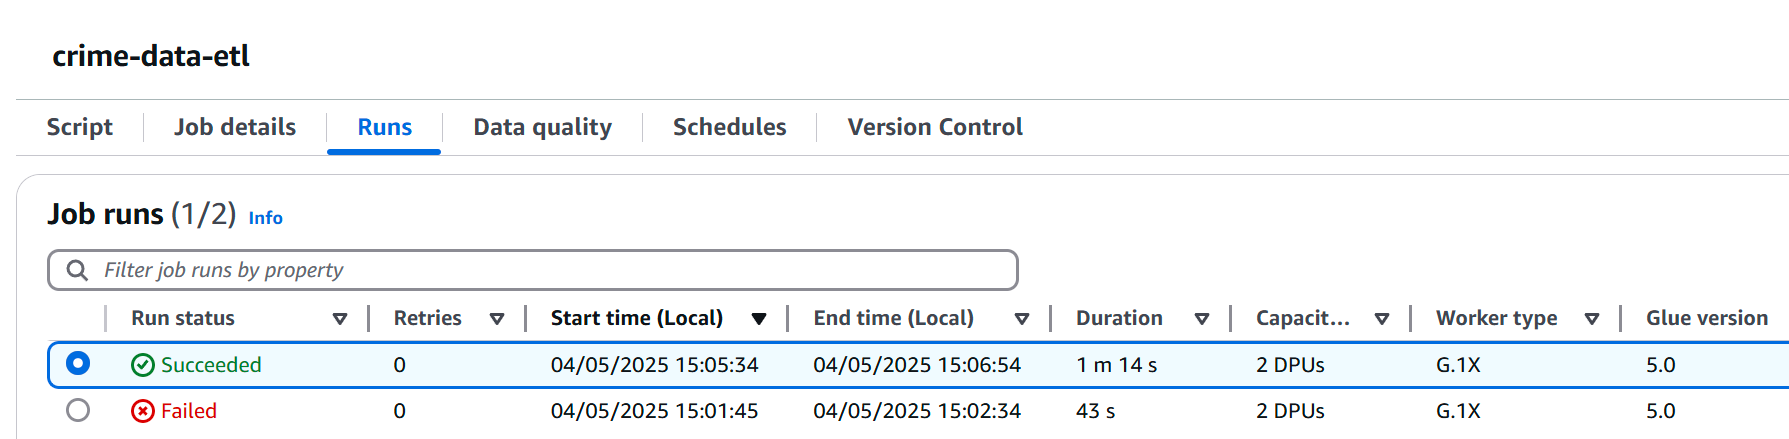 crime-data-etl
Script Job details Runs Data quality Schedules Version Control
Job runs (1/2) Info
Filter job runs by property
Run status Retries Start time (Local) End time (Local) Duration Capacit... Worker type Glue version
Succeeded 0 04/05/2025 15:05:34 04/05/2025 15:06:54 1 m 14 s 2 DPUs G.1X 5.0
Failed 0 04/05/2025 15:01:45 04/05/2025 15:02:34 43 s 2 DPUs G.1X 5.0